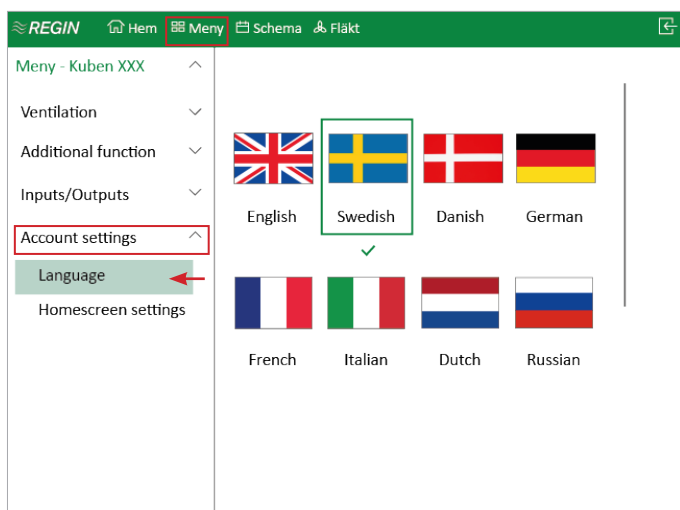 REGIN Hem Meny Schema Fläkt
Meny - Kuben XXX
Ventilation
Additional function
Inputs/Outputs
Account settings
Language
Homescreen settings
English Swedish Danish German
French Italian Dutch Russian